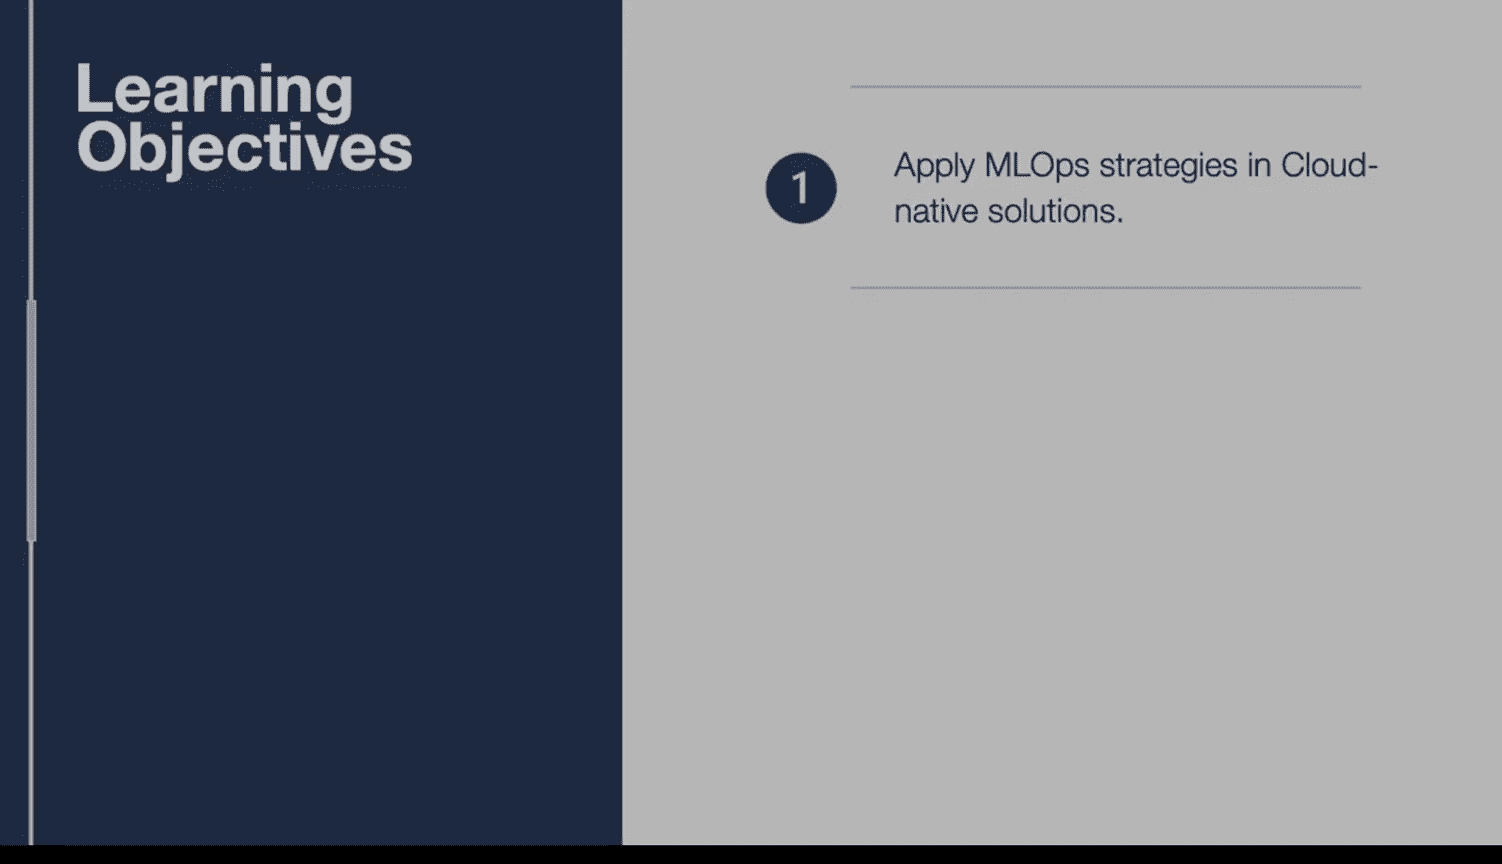 Learning
Objectives
1
Apply MLOps strategies in Cloud-
native solutions.